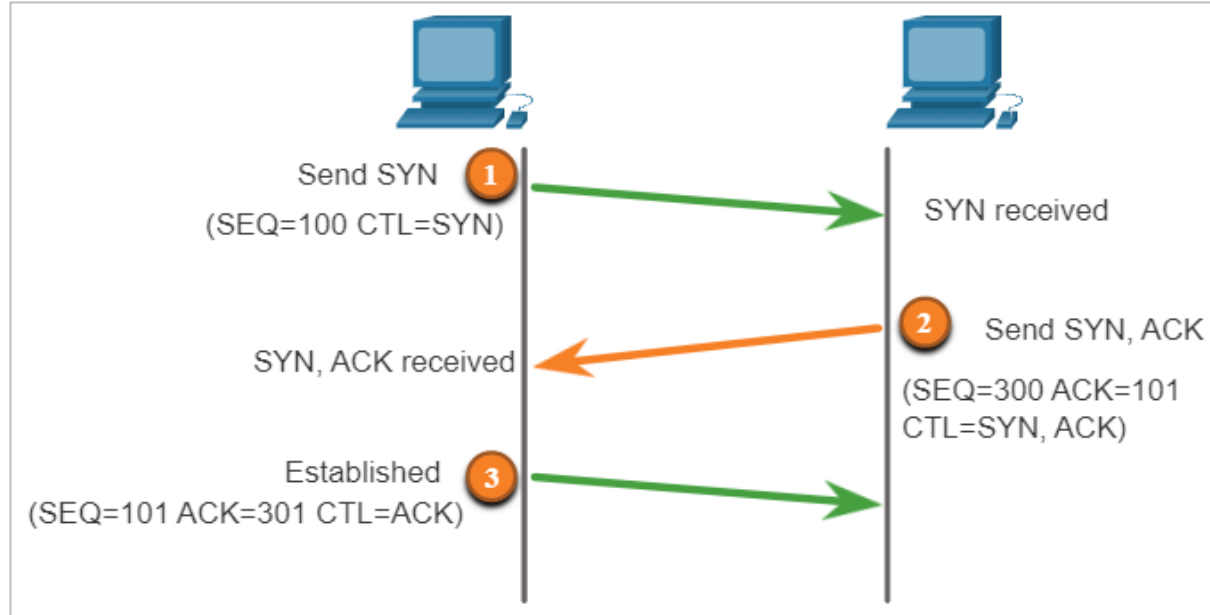 Send SYN 1
(SEQ=100 CTL=SYN)
SYN received
2 Send SYN, ACK
SYN, ACK received
(SEQ=300 ACK=101
CTL=SYN, ACK)
Established 3
(SEQ=101 ACK=301 CTL=ACK)